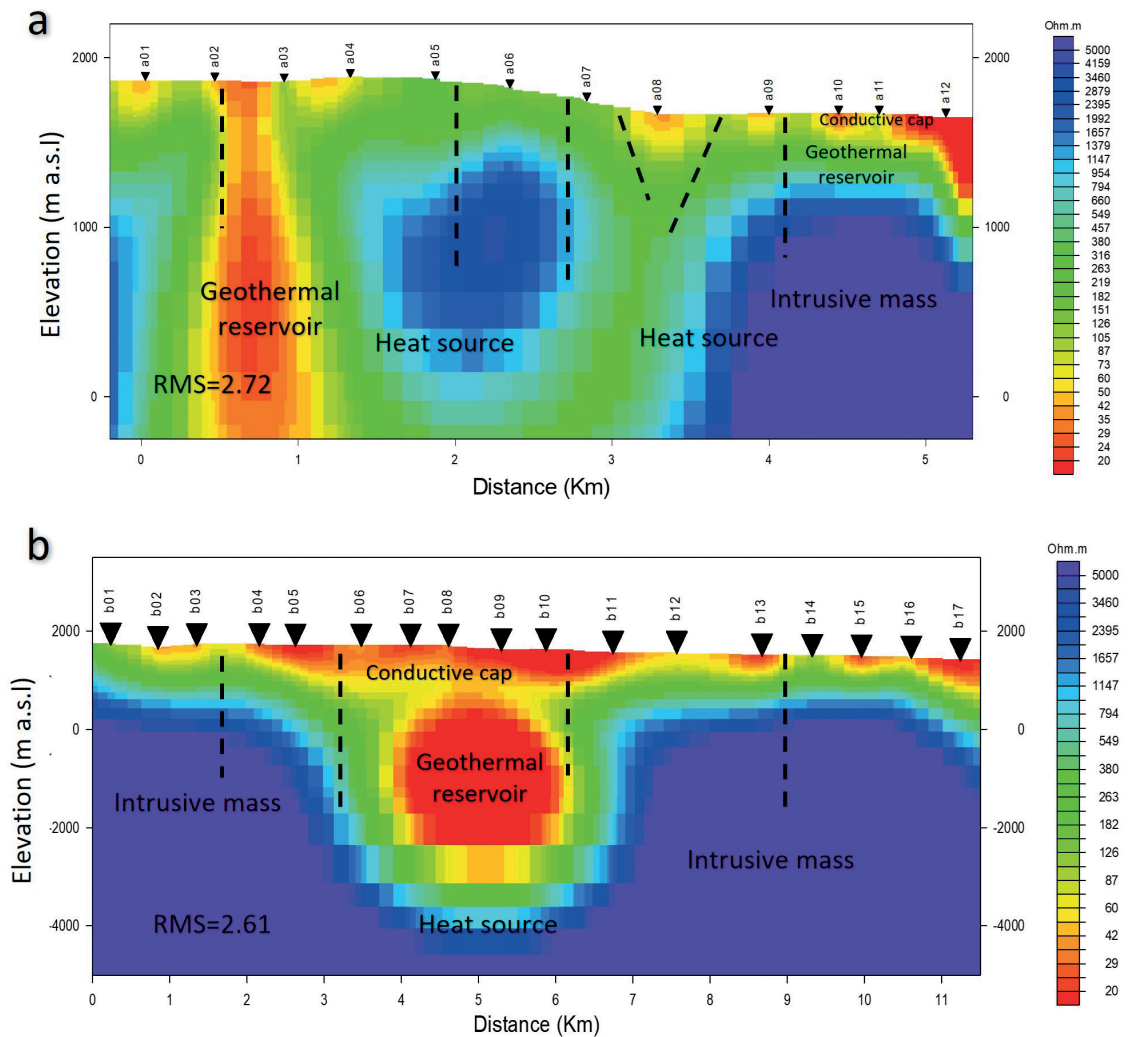 a
Ohm.m
2000
a01
a02
a03
a04
a05
a06
a07
a08
a09
a10
a11
a12
2000
Conductive cap
Geothermal
reservoir
1000
1000
Elevation (m a.s.l)
Geothermal
reservoir
Heat source
Heat source
Intrusive mass
RMS=2.72
0
0
0
1
2
3
4
5
Distance (Km)
5000
4159
3460
2879
2395
1992
1657
1379
1147
954
794
660
549
457
380
316
263
219
182
151
126
105
87
73
60
50
42
35
29
24
20
b
Ohm.m
b01
b02
b03
b04
b05
b06
b07
b08
b09
b10
b11
b12
b13
b14
b15
b16
b17
2000
2000
Conductive cap
0
0
Elevation (m a.s.l)
Geothermal
reservoir
Intrusive mass
-2000
-2000
Intrusive mass
RMS=2.61
Heat source
-4000
-4000
0
1
2
3
4
5
6
7
8
9
10
11
Distance (Km)
5000
3460
2395
1657
1147
794
549
380
263
182
126
87
60
42
29
20